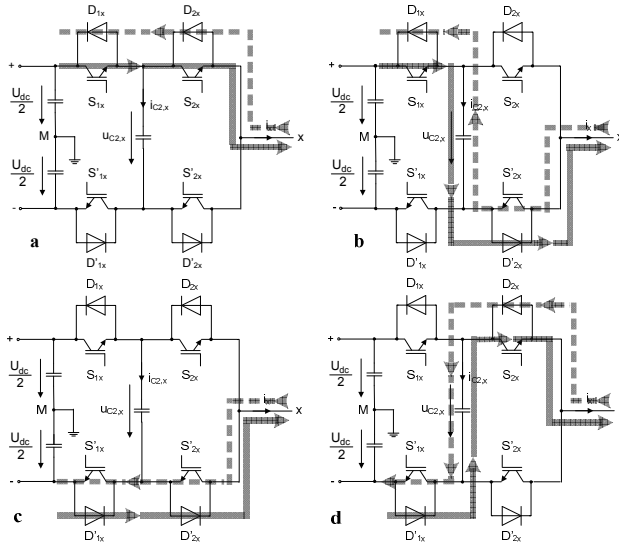 D1x D2x
+ S1x S2x
Udc/2 iC2,x ix
M uC2,x x
Udc/2 S'1x S'2x
-
a D'1x D'2x
D1x D2x
+ S1x S2x
Udc/2 iC2,x ix
M uC2,x x
Udc/2 S'1x S'2x
-
b D'1x D'2x
D1x D2x
+ S1x S2x
Udc/2 iC2,x ix
M uC2,x x
Udc/2 S'1x S'2x
-
c D'1x D'2x
D1x D2x
+ S1x S2x
Udc/2 iC2,x ix
M uC2,x x
Udc/2 S'1x S'2x
-
d D'1x D'2x